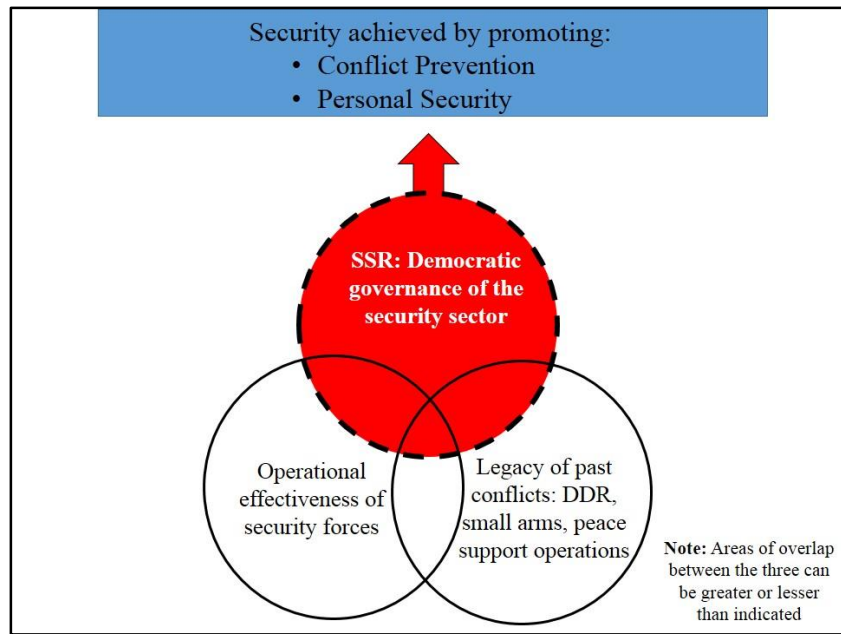 Security achieved by promoting:
• Conflict Prevention
• Personal Security
SSR: Democratic
governance of the
security sector
Operational
effectiveness of
security forces
Legacy of past
conflicts: DDR,
small arms, peace
support operations
Note: Areas of overlap
between the three can
be greater or lesser
than indicated